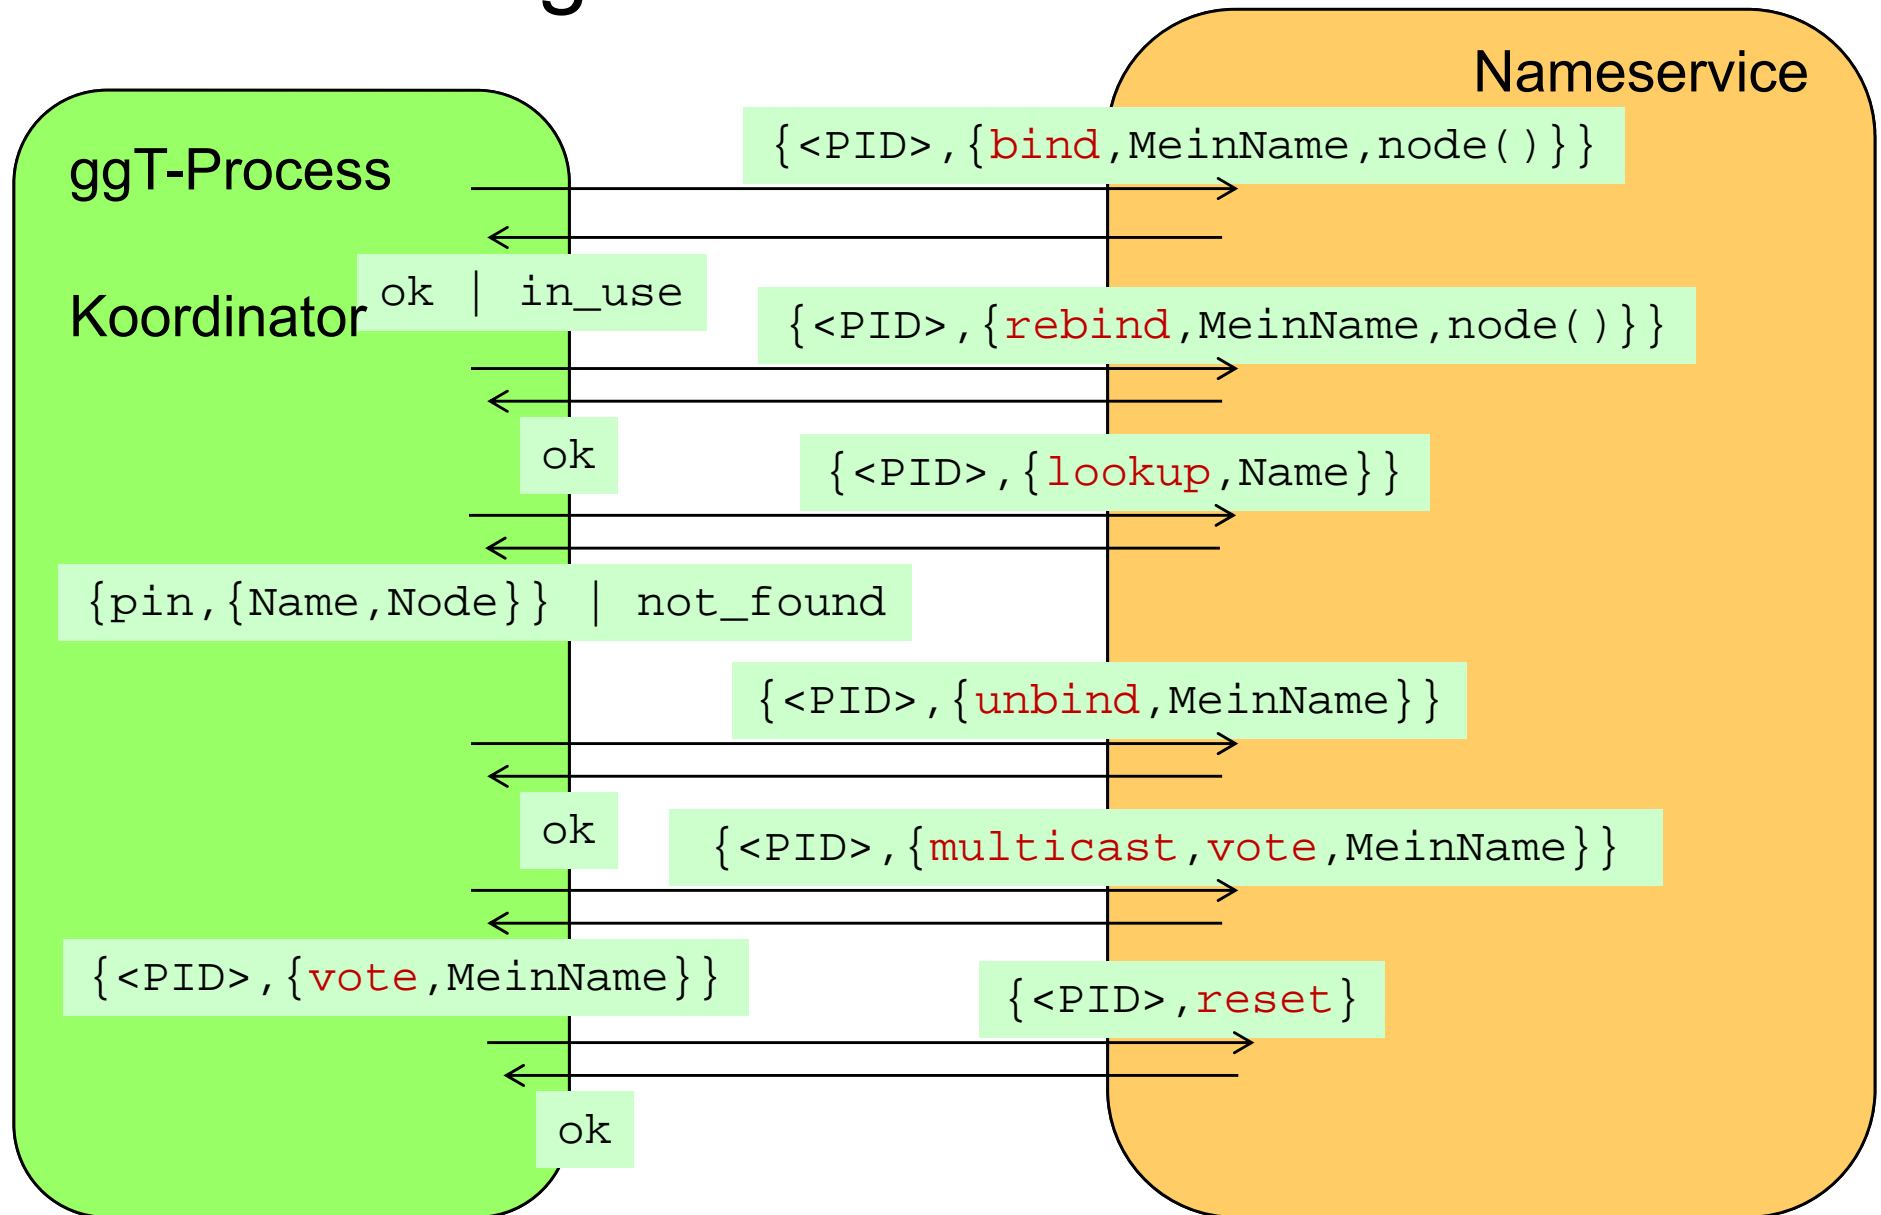 Nameservice
ggT-Process
{<PID>,{bind,MeinName,node()}}
Koordinator
ok | in_use
{<PID>,{rebind,MeinName,node()}}
ok
{<PID>,{lookup,Name}}
{pin,{Name,Node}} | not_found
{<PID>,{unbind,MeinName}}
ok
{<PID>,{multicast,vote,MeinName}}
{<PID>,{vote,MeinName}}
{<PID>,reset}
ok